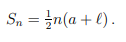 Sₙ = ½n(a + ℓ).